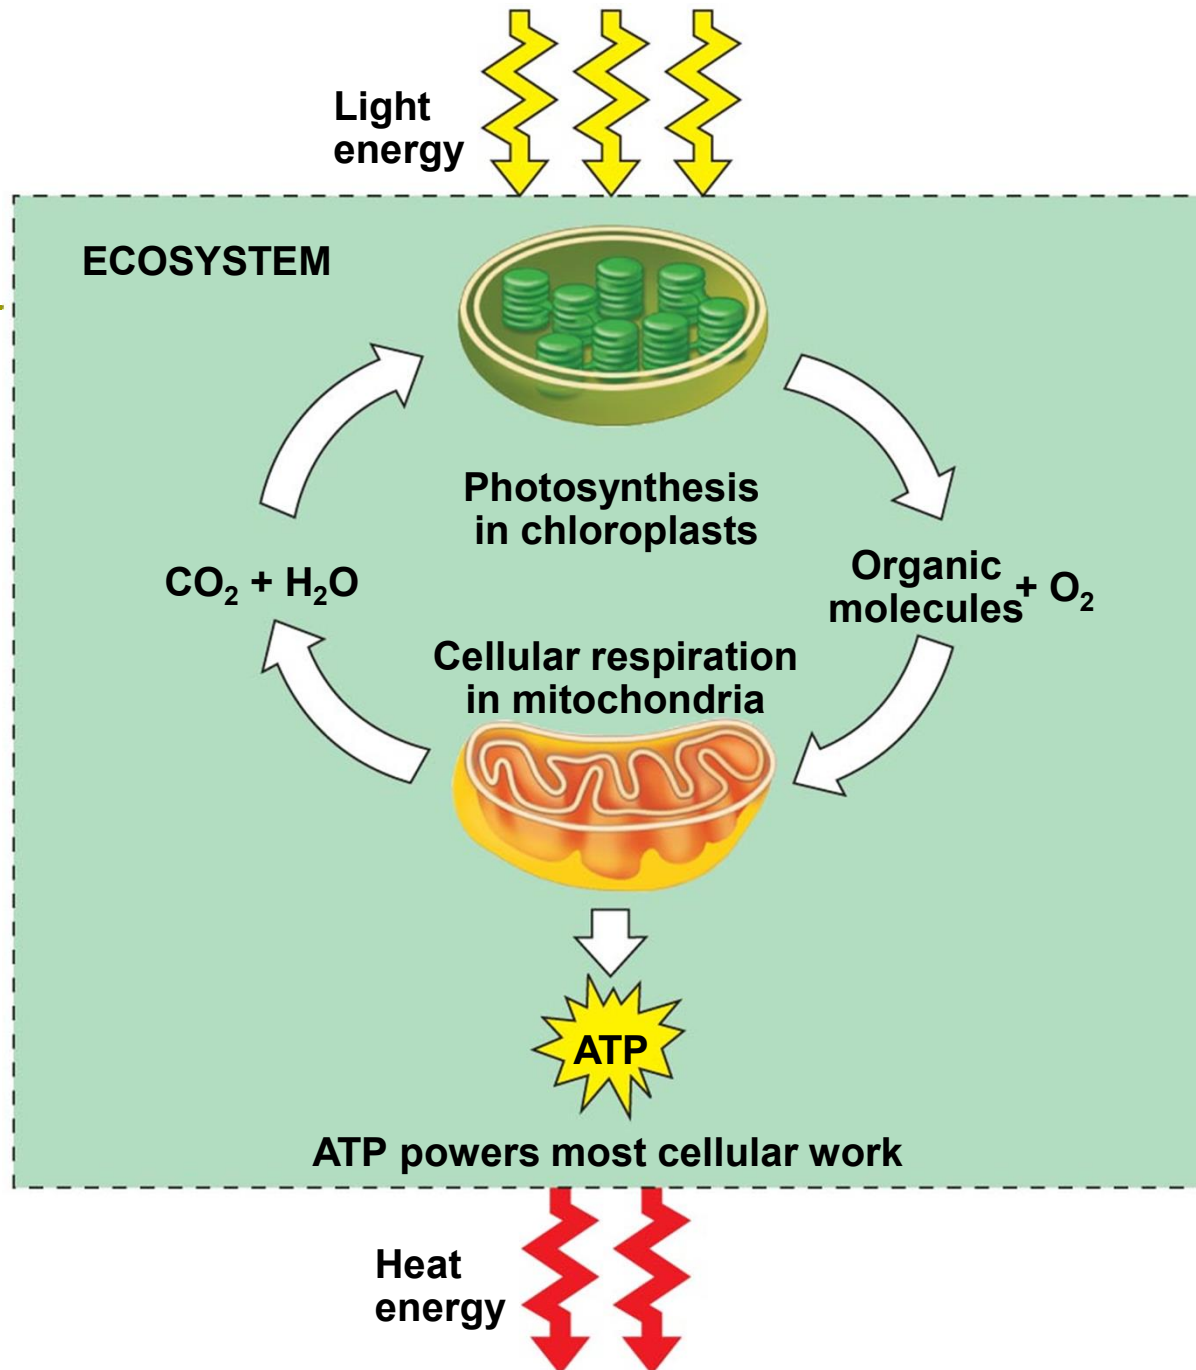 Light
energy
ECOSYSTEM
Photosynthesis
in chloroplasts
CO₂ + H₂O
Organic
molecules + O₂
Cellular respiration
in mitochondria
ATP
ATP powers most cellular work
Heat
energy